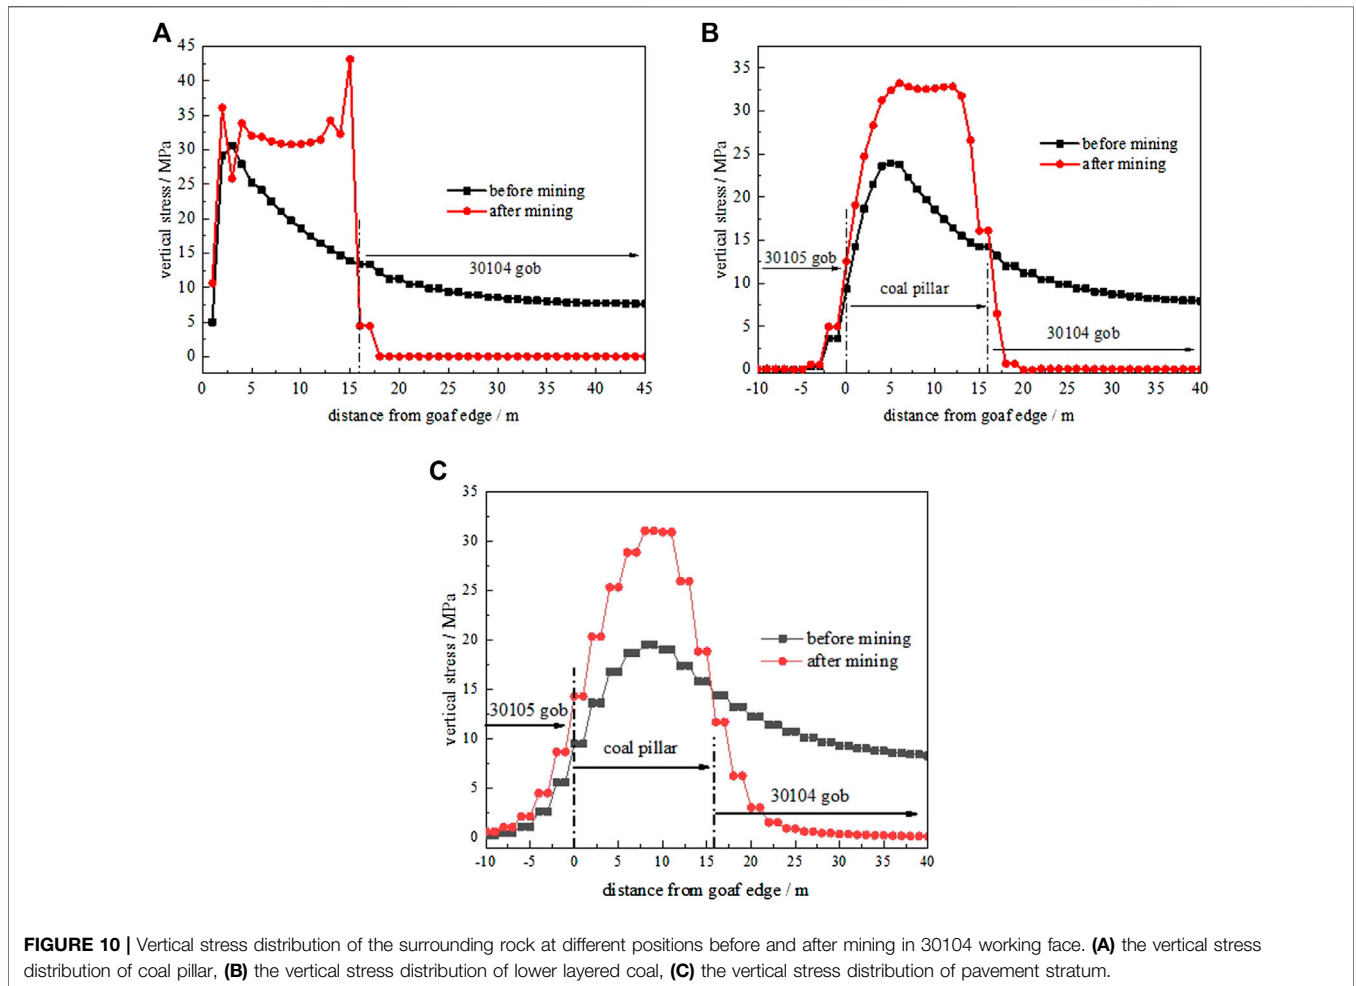 A
45
40
35
30
25
20
15
10
5
0
vertical stress / MPa
before mining
after mining
30104 gob
0 5 10 15 20 25 30 35 40 45
distance from goaf edge / m
B
35
30
25
20
15
10
5
0
vertical stress / MPa
before mining
after mining
30105 gob
coal pillar
30104 gob
-10 -5 0 5 10 15 20 25 30 35 40
distance from goaf edge / m
C
35
30
25
20
15
10
5
0
vertical stress / MPa
before mining
after mining
30105 gob
coal pillar
30104 gob
-10 -5 0 5 10 15 20 25 30 35 40
distance from goaf edge / m
FIGURE 10 | Vertical stress distribution of the surrounding rock at different positions before and after mining in 30104 working face. (A) the vertical stress
distribution of coal pillar, (B) the vertical stress distribution of lower layered coal, (C) the vertical stress distribution of pavement stratum.